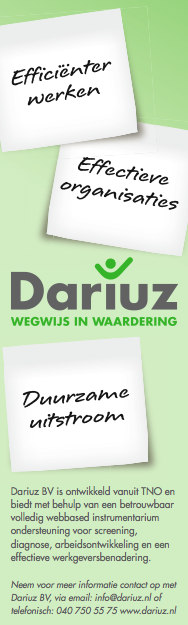 Efficiënter
werken
Effectieve
organisaties
Dariuz
WEGWIJS IN WAARDERING
Duurzame
uitstroom
Dariuz BV is ontwikkeld vanuit TNO en
biedt met behulp van een betrouwbaar
volledig webbased instrumentarium
ondersteuning voor screening,
diagnose, arbeidsontwikkeling en een
effectieve werkgeversbenadering.
Neem voor meer informatie contact op met
Dariuz BV, via email: info@dariuz.nl of
telefonisch: 040 750 55 75 www.dariuz.nl